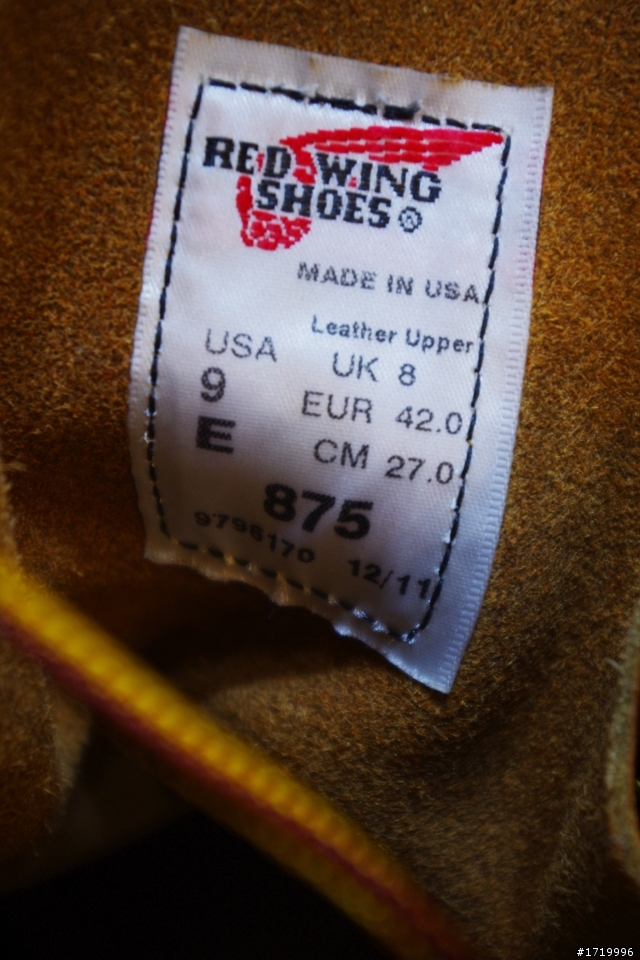 RED WING
SHOES ®
MADE IN USA
Leather Upper
USA UK 8
9 EUR 42.0
E CM 27.0
875
9796170 12/11
#1719996